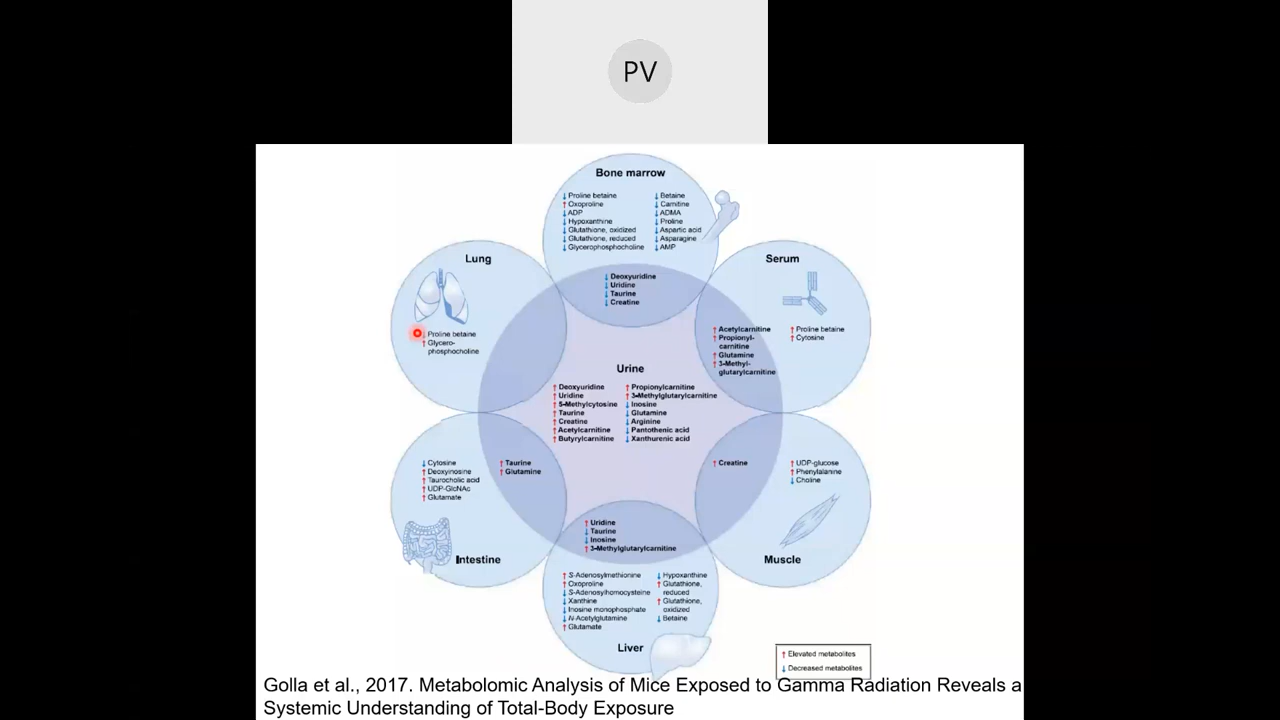 PV
Bone marrow
↓ Proline betaine
↑ Oxoproline
↓ ADP
↓ Hypoxanthine
↓ Glutathione, oxidized
↓ Glutathione, reduced
↓ Glycerophosphocholine
↓ Betaine
↓ Carnitine
↓ ADMA
↓ Proline
↓ Aspartic acid
↓ Asparagine
↓ AMP
↓ Deoxyuridine
↓ Uridine
↓ Taurine
↓ Creatine
Lung
Proline betaine
↑ Glycero-
phosphocholine
Serum
↑ Acetylcarnitine
↑ Propionyl-
carnitine
↑ Glutamine
↑ 3-Methyl-
glutarylcarnitine
↑ Proline betaine
↑ Cytosine
Urine
↑ Deoxyuridine
↑ Uridine
↑ 5-Methylcytosine
↑ Taurine
↑ Creatine
↑ Acetylcarnitine
↑ Butyrylcarnitine
↑ Propionylcarnitine
↑ 3-Methylglutarylcarnitine
↓ Inosine
↓ Glutamine
↓ Arginine
↓ Pantothenic acid
↓ Xanthurenic acid
↓ Cytosine
↑ Deoxyinosine
↑ Taurocholic acid
↑ UDP-GlcNAc
↑ Glutamate
↑ Taurine
↑ Glutamine
Intestine
↑ Creatine
↑ UDP-glucose
↑ Phenylalanine
↓ Choline
Muscle
↑ Uridine
↓ Taurine
↓ Inosine
↑ 3-Methylglutarylcarnitine
↑ S-Adenosylmethionine
↑ Oxoproline
↓ S-Adenosylhomocysteine
↓ Xanthine
↓ Inosine monophosphate
↓ N-Acetylglutamine
↑ Glutamate
↓ Hypoxanthine
↑ Glutathione,
reduced
↑ Glutathione,
oxidized
↓ Betaine
Liver
↑ Elevated metabolites
↓ Decreased metabolites
Golla et al., 2017. Metabolomic Analysis of Mice Exposed to Gamma Radiation Reveals a
Systemic Understanding of Total-Body Exposure